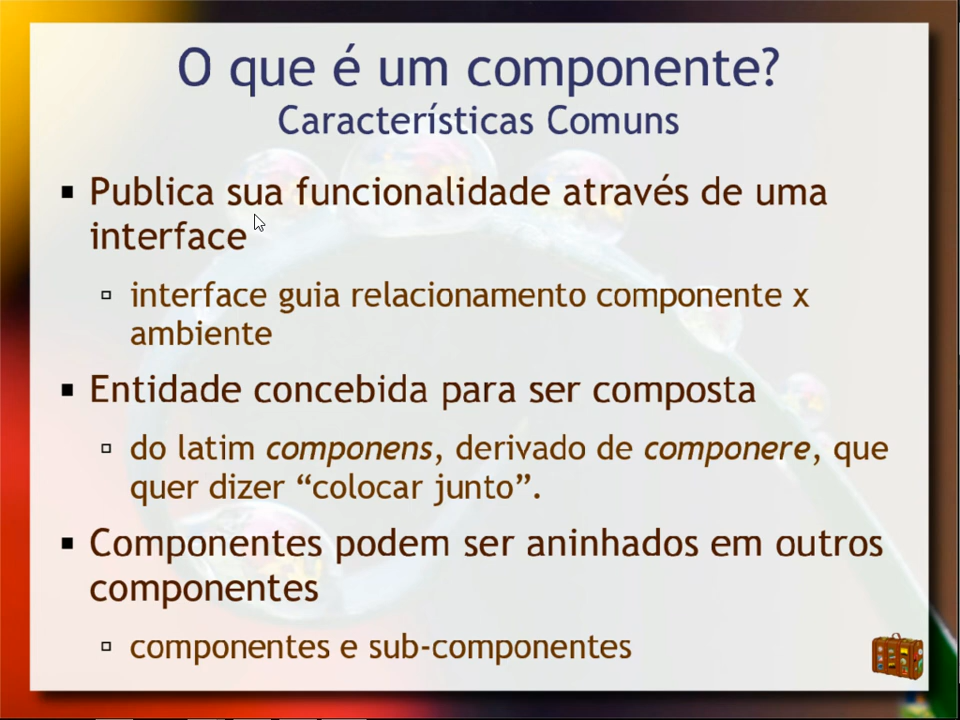 O que é um componente?
Características Comuns
Publica sua funcionalidade através de uma
interface
interface guia relacionamento componente x
ambiente
Entidade concebida para ser composta
do latim componens, derivado de componere, que
quer dizer “colocar junto”.
Componentes podem ser aninhados em outros
componentes
componentes e sub-componentes